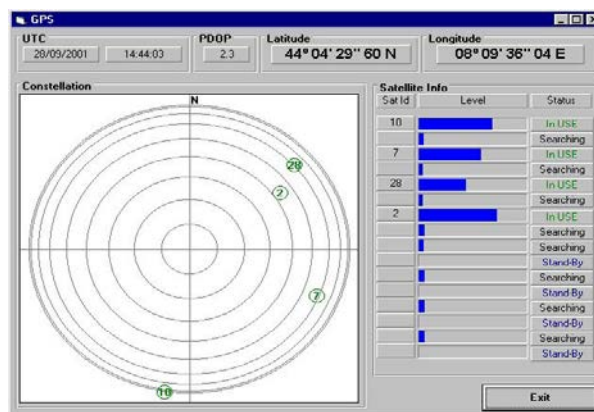 GPS
UTC
PDOP
Latitude
Longitude
28/09/2001
14:44:03
2.3
44° 04' 29" 60 N
08° 09' 36" 04 E
Constellation
N
28
2
7
10
Satellite Info
Sat Id Level Status
10 In USE
Searching
7 In USE
Searching
28 In USE
Searching
2 In USE
Searching
Searching
Stand-By
Searching
Stand-By
Searching
Stand-By
Searching
Stand-By
Exit